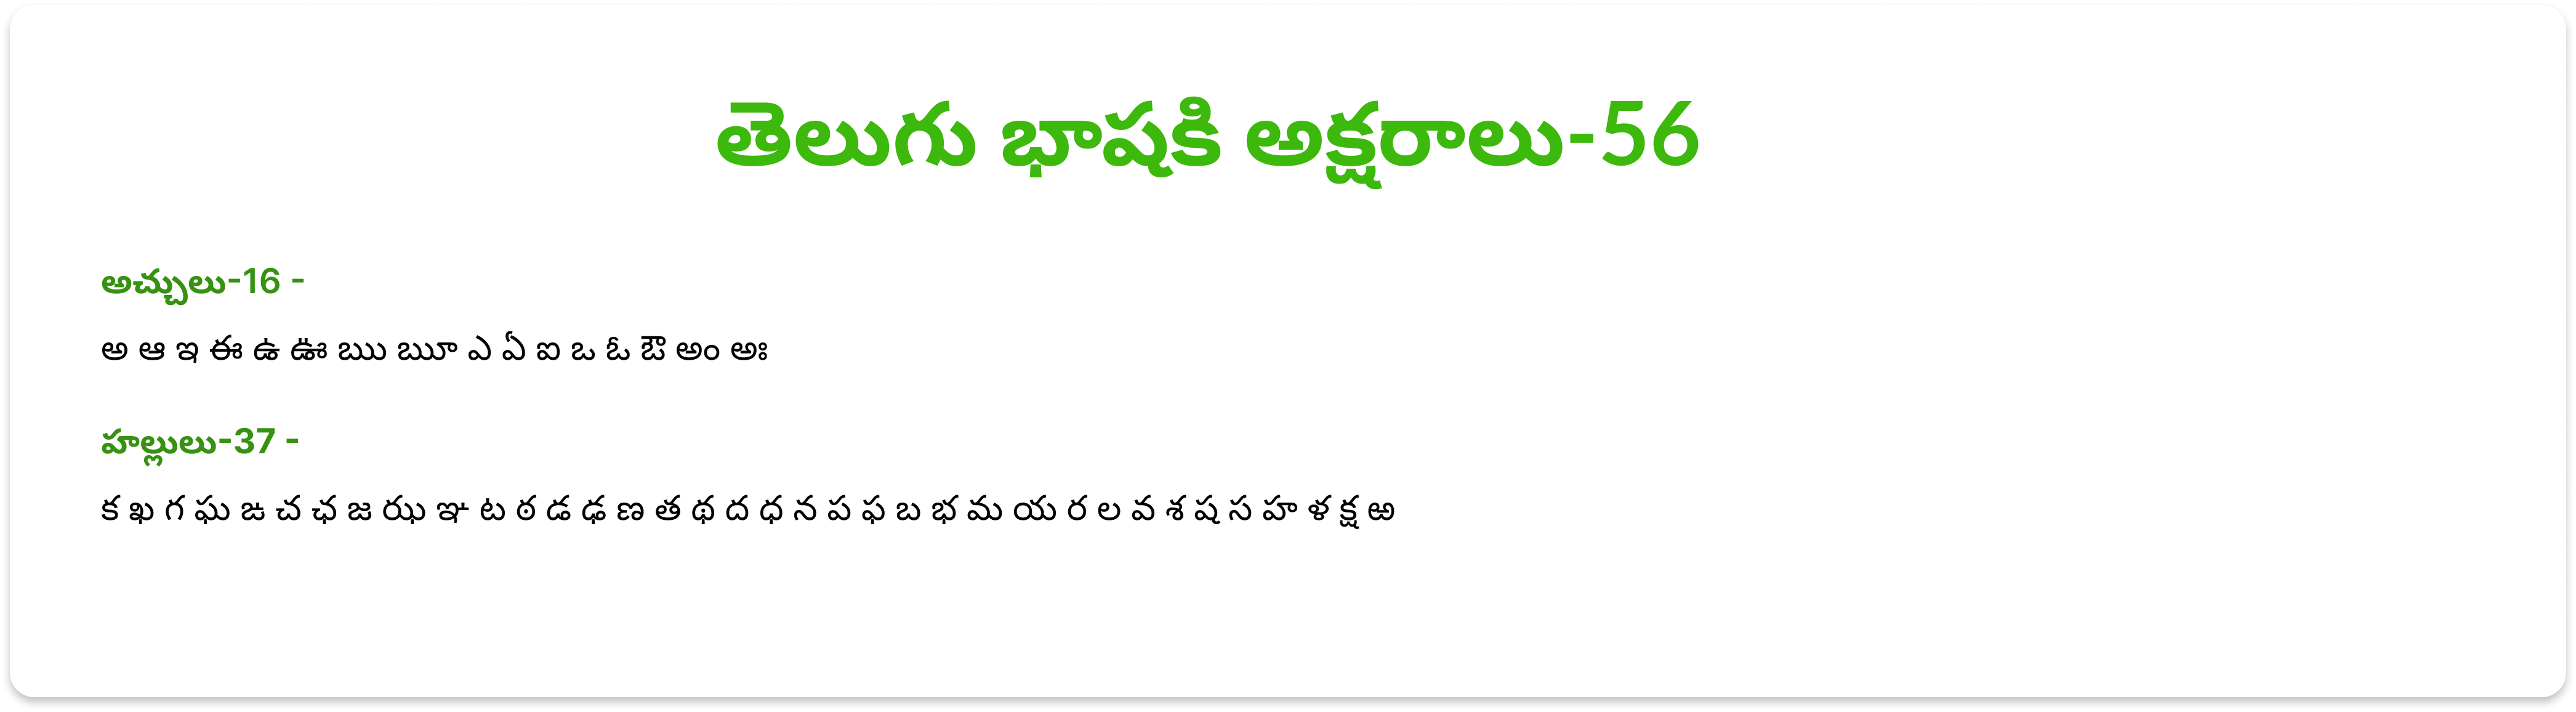 తెలుగు భాషకి అక్షరాలు-56
అచ్చులు-16 -
అ ఆ ఇ ఈ ఉ ఊ ఋ ౠ ఎ ఏ ఐ ఒ ఓ ఔ అం అః
హల్లులు-37 -
క ఖ గ ఘ ఙ చ ఛ జ ఝ ఞ ట ఠ డ ఢ ణ త థ ద ధ న ప ఫ బ భ మ య ర ల వ శ ష స హ ళ క్ష ఱ